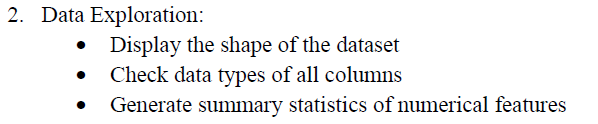 2. Data Exploration:
• Display the shape of the dataset
• Check data types of all columns
• Generate summary statistics of numerical features